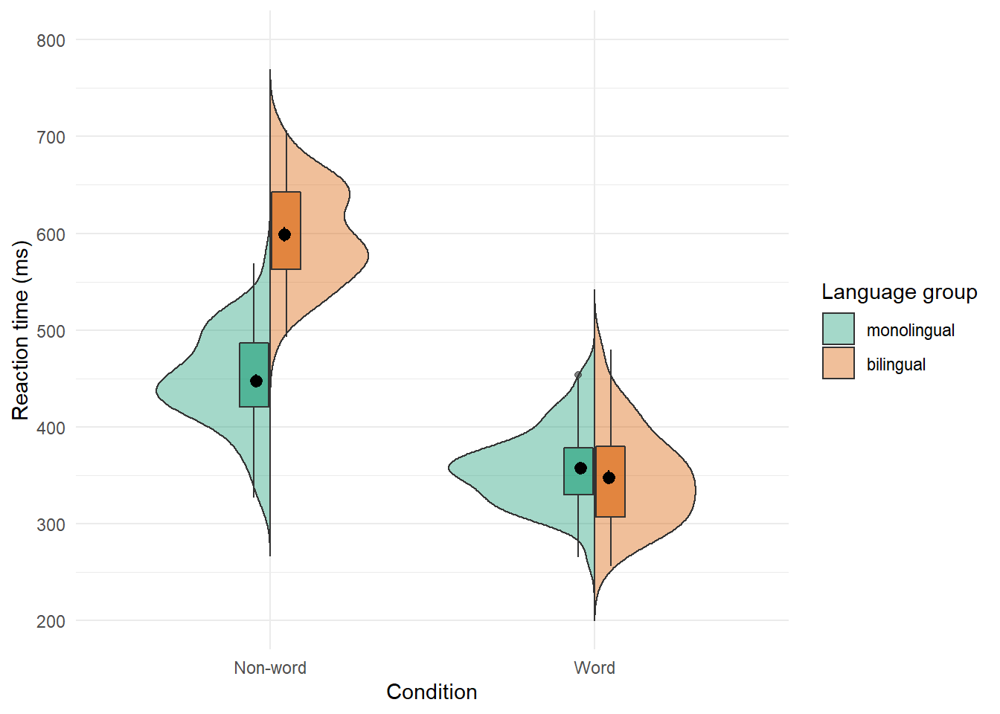 800
700
600
500
400
300
200
Reaction time (ms)
Non-word
Word
Condition
Language group
monolingual
bilingual